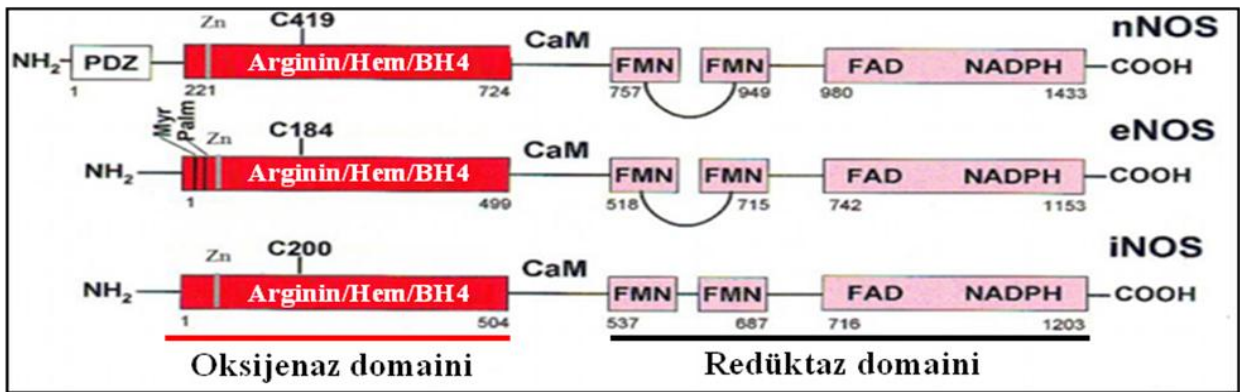 Zn C419 CaM nNOS
NH2 PDZ Arginin/Hem/BH4 FMN FMN FAD NADPH COOH
1 221 724 757 949 980 1433
Myr Palm Zn C184 CaM eNOS
NH2 Arginin/Hem/BH4 FMN FMN FAD NADPH COOH
1 499 518 715 742 1153
Zn C200 CaM iNOS
NH2 Arginin/Hem/BH4 FMN FMN FAD NADPH COOH
1 504 537 687 716 1203
Oksijenaz domaini Redüktaz domaini